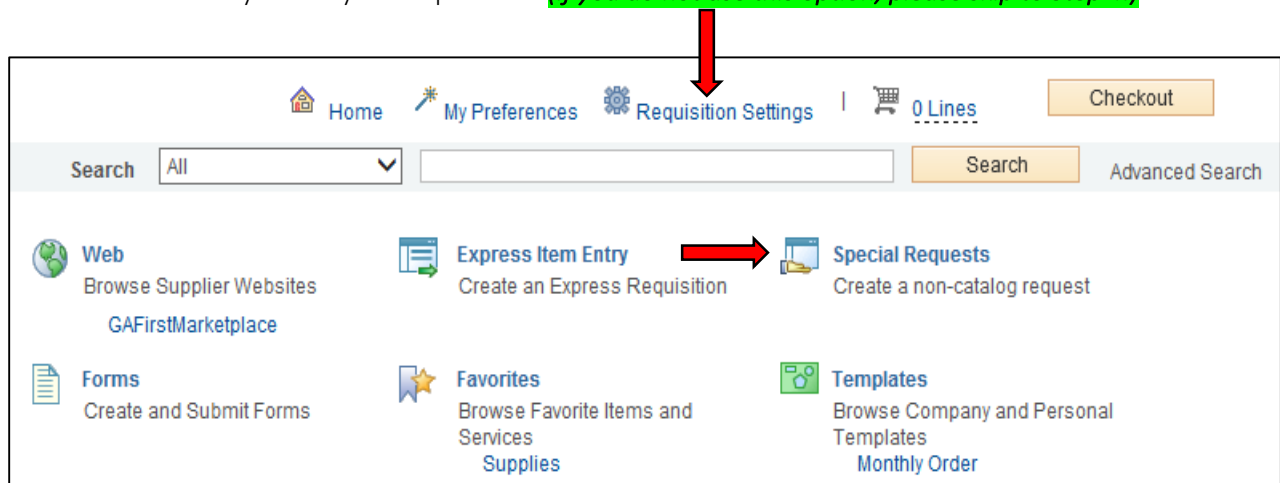 Home My Preferences Requisition Settings | 0 Lines Checkout
Search All Search Advanced Search
Web Express Item Entry Special Requests
Browse Supplier Websites Create an Express Requisition Create a non-catalog request
GAFirstMarketplace
Forms Favorites Templates
Create and Submit Forms Browse Favorite Items and Browse Company and Personal
Services Templates
Supplies Monthly Order